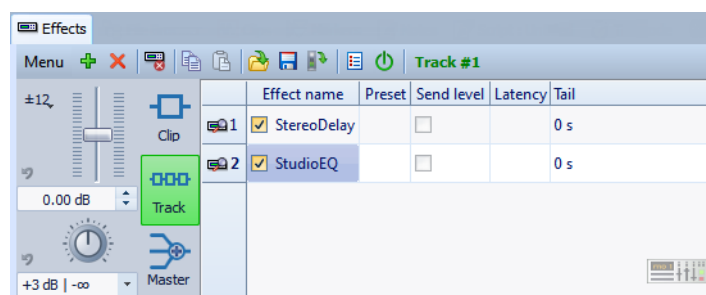 Effects
Menu Track #1
±12
Clip
0.00 dB
Track
+3 dB | -∞
Master
Effect name Preset Send level Latency Tail
1 StereoDelay 0 s
2 StudioEQ 0 s